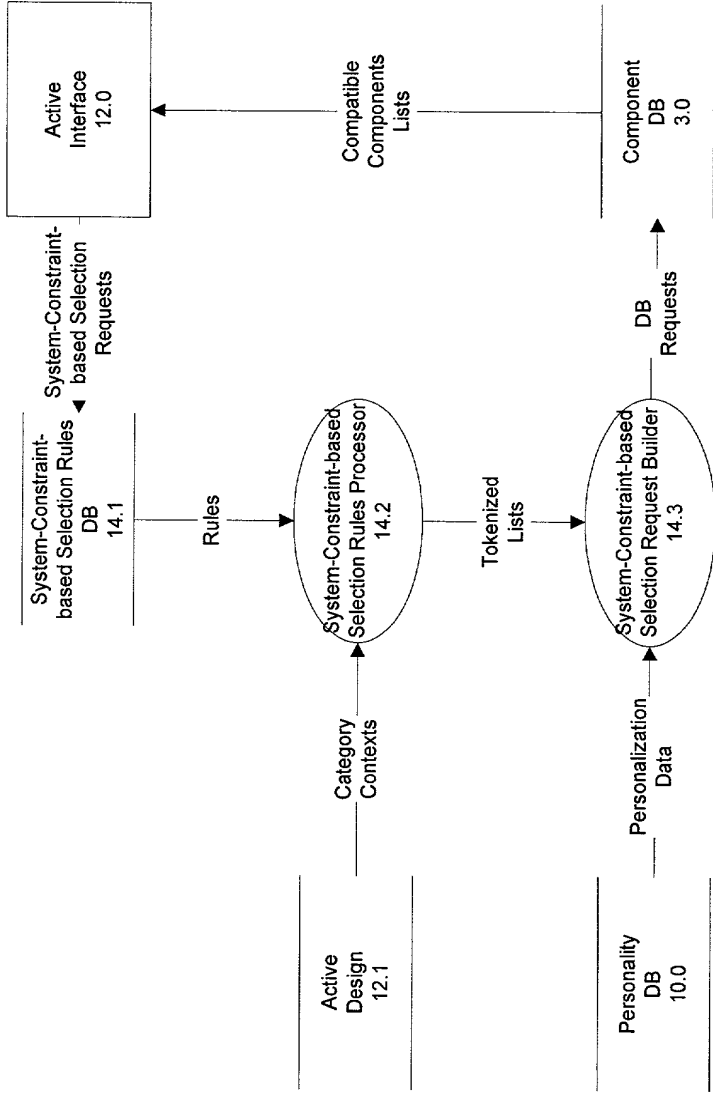 System-Constraint-
based Selection Rules
DB
14.1
System-Constraint-
based Selection
Requests
Active
Interface
12.0
Rules
Active
Design
12.1
Category
Contexts
System-Constraint-based
Selection Rules Processor
14.2
Compatible
Components
Lists
Tokenized
Lists
Personality
DB
10.0
Personalization
Data
System-Constraint-based
Selection Request Builder
14.3
DB
Requests
Component
DB
3.0